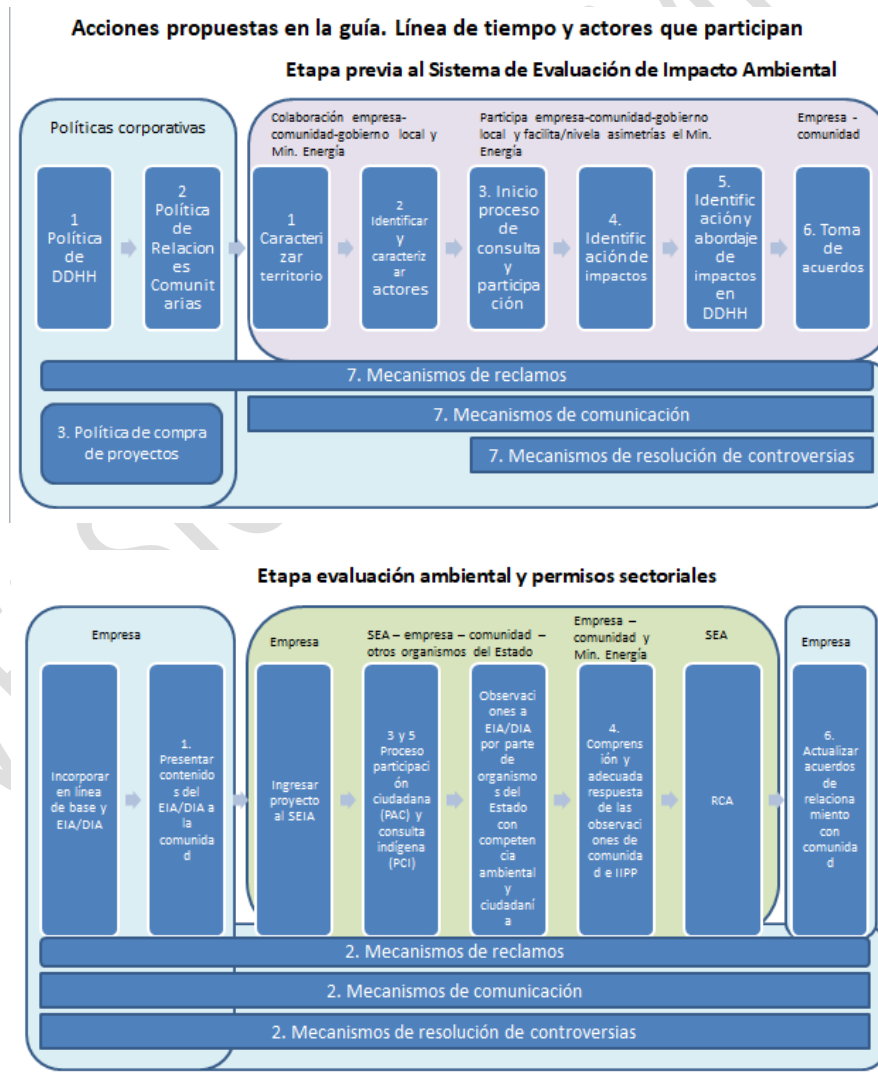 Acciones propuestas en la guía. Línea de tiempo y actores que participan
Etapa previa al Sistema de Evaluación de Impacto Ambiental
Políticas corporativas
Colaboración empresa-
comunidad-gobierno local y
Min. Energía
Participa empresa-comunidad-gobierno
local y facilita/nivela asimetrías el Min.
Energía
Empresa -
comunidad
1
Política
de
DDHH
2
Política
de
Relacion
es
Comunit
arias
1
Caracteri
zar
territorio
2
Identificar
y
caracteriz
ar
actores
3. Inicio
proceso
de
consulta
y
participa
ción
4.
Identific
ación de
impactos
5.
Identific
ación y
abordaje
de
impactos
en
DDHH
6. Toma
de
acuerdos
7. Mecanismos de reclamos
3. Política de compra
de proyectos
7. Mecanismos de comunicación
7. Mecanismos de resolución de controversias
Etapa evaluación ambiental y permisos sectoriales
Empresa
Empresa
SEA – empresa – comunidad –
otros organismos del Estado
Empresa –
comunidad y
Min. Energía
SEA
Empresa
Incorporar
en línea
de base y
EIA/DIA
1.
Presentar
contenido
s del
EIA/DIA a
la
comunida
d
Ingresar
proyecto
al SEIA
3 y 5
Proceso
participaci
ón
ciudadana
(PAC) y
consulta
indígena
(PCI)
Observaci
ones a
EIA/DIA
por parte
de
organismo
s del
Estado
con
competen
cia
ambiental
y
ciudadaní
a
4.
Comprens
ión y
adecuada
respuesta
de las
observaci
ones de
comunida
d e IIPP
RCA
6.
Actualizar
acuerdos
de
relaciona
miento
con
comunida
d
2. Mecanismos de reclamos
2. Mecanismos de comunicación
2. Mecanismos de resolución de controversias